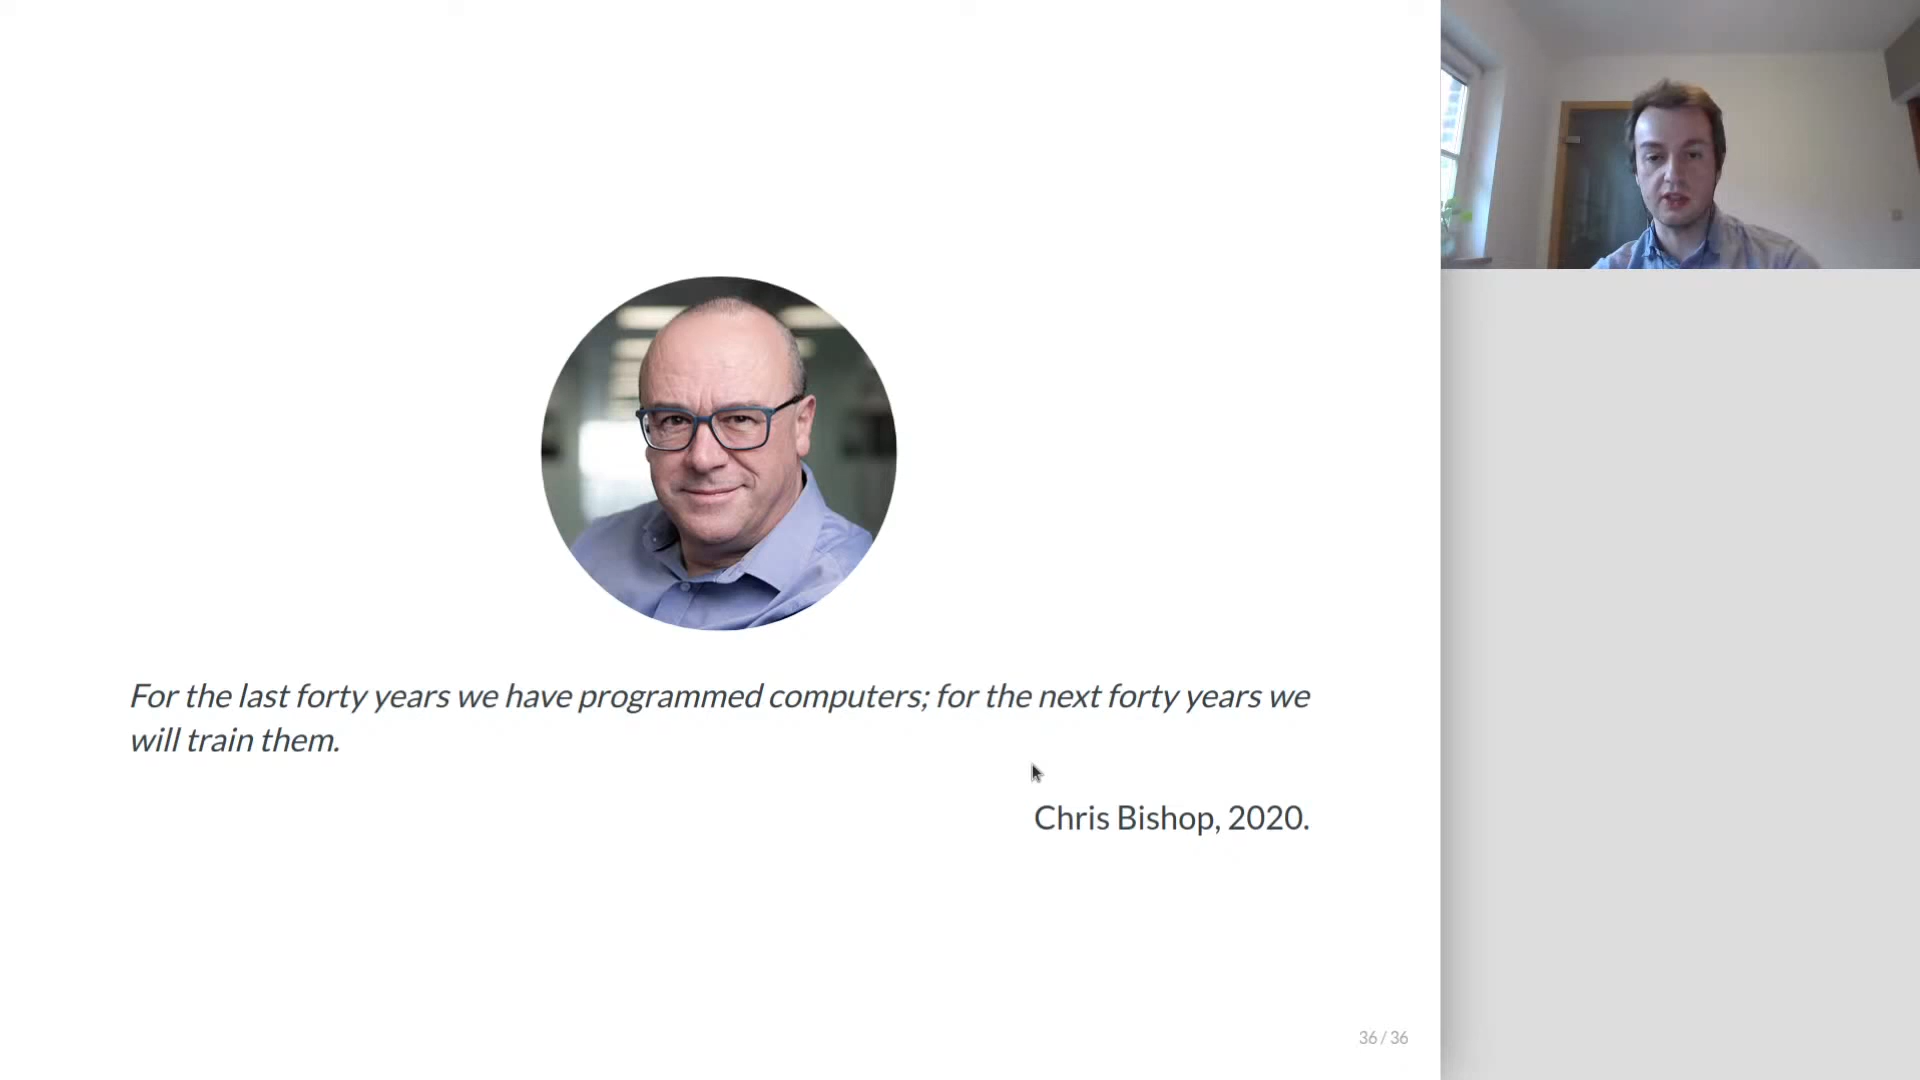 For the last forty years we have programmed computers; for the next forty years we
will train them.
Chris Bishop, 2020.
36 / 36